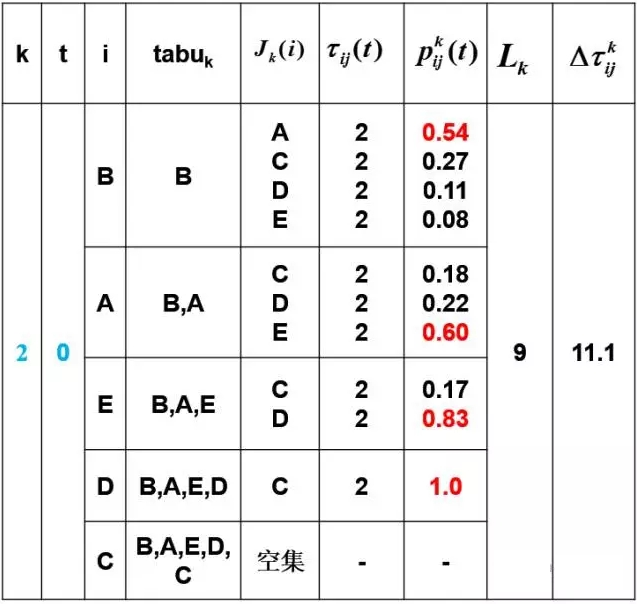 k t i tabuk Jk(i) τij(t) pkij(t) Lk Δτkij
2 0
B B
A 2 0.54
C 2 0.27
D 2 0.11
E 2 0.08
A B,A
C 2 0.18
D 2 0.22
E 2 0.60
9 11.1
E B,A,E
C 2 0.17
D 2 0.83
D B,A,E,D C 2 1.0
C B,A,E,D,
C
空集 - -